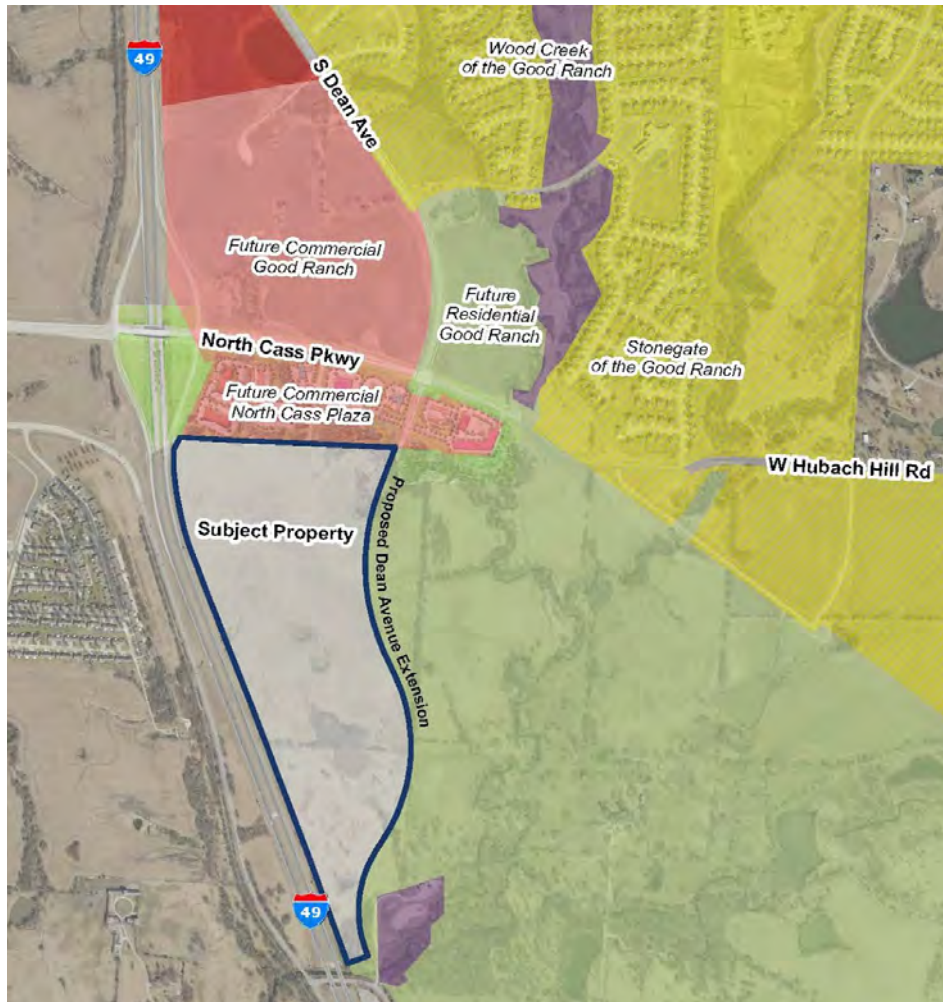 49
S Dean Ave
Wood Creek
of the Good Ranch
Future Commercial
Good Ranch
Future
Residential
Good Ranch
North Cass Pkwy
Stonegate
of the Good Ranch
Future Commercial
North Cass Plaza
W Hubach Hill Rd
Subject Property
Proposed Dean Avenue Extension
49